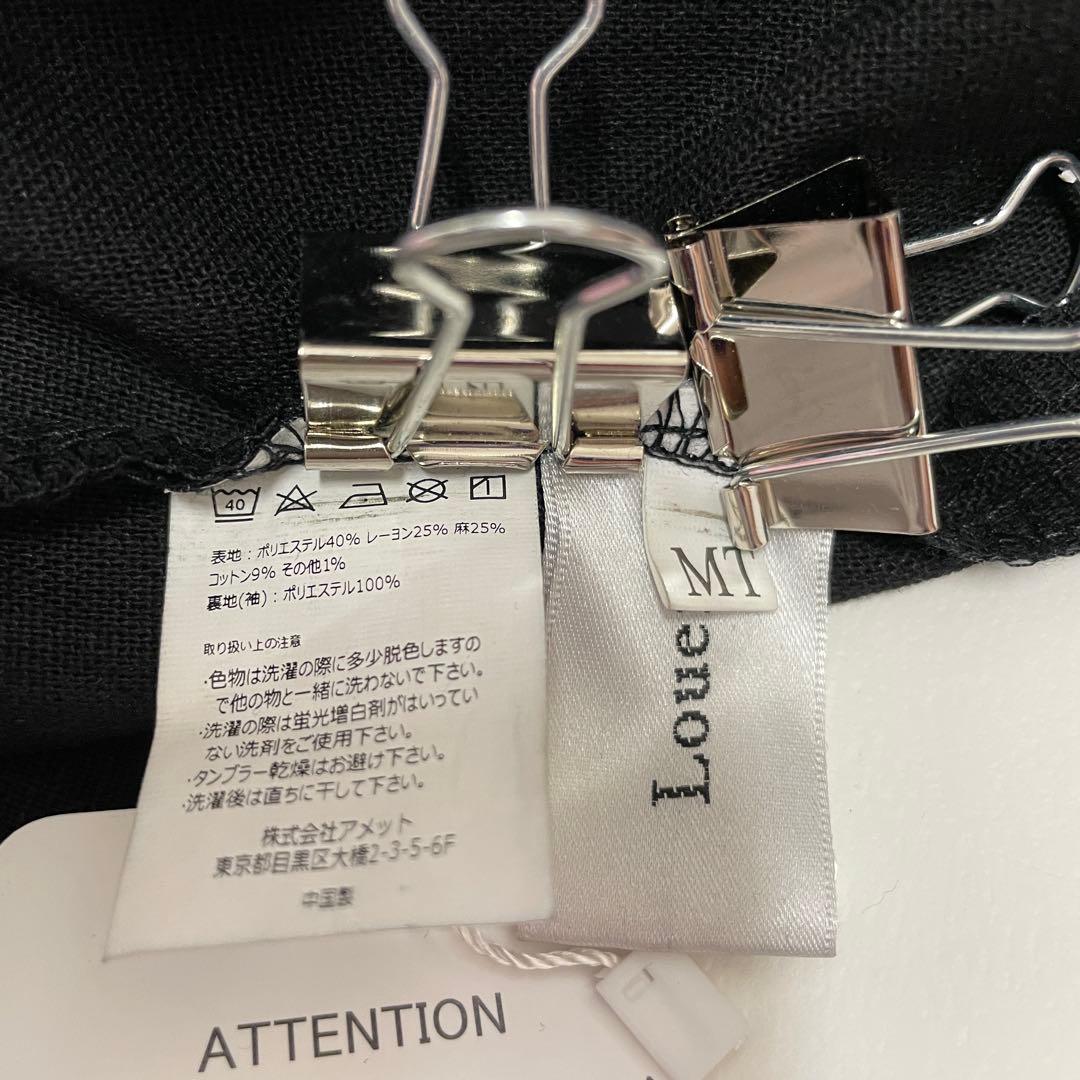 40
1
表地 : ポリエステル40% レーヨン25% 麻25%
コットン9% その他1%
裏地(袖) : ポリエステル100%
取り扱い上の注意
・色物は洗濯の際に多少脱色しますの
で他の物と一緒に洗わないで下さい。
・洗濯の際は蛍光増白剤がはいってい
ない洗剤をご使用下さい。
・タンブラー乾燥はお避け下さい。
・洗濯後は直ちに干して下さい。
株式会社アメット
東京都目黒区大橋2-3-5-6F
中国製
MT
Loue
ATTENTION